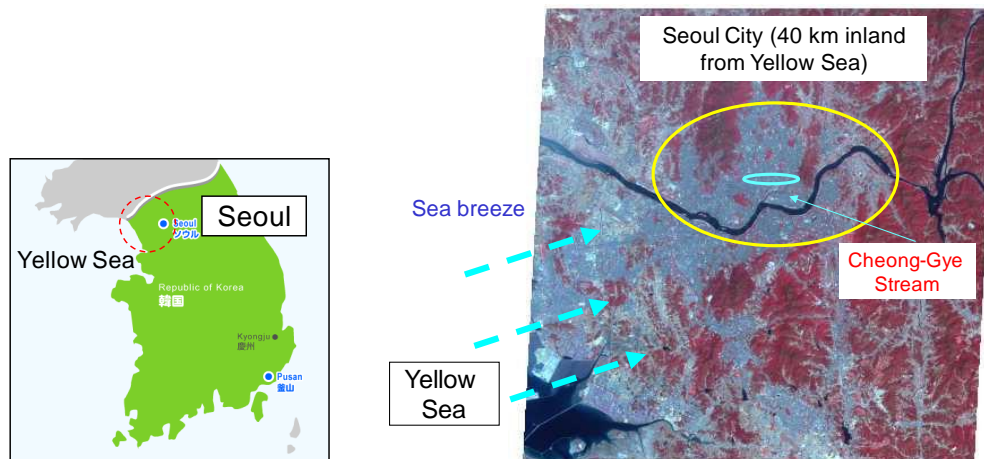 Seoul City (40 km inland
from Yellow Sea)
Sea breeze
Cheong-Gye
Stream
Yellow
Sea
Seoul
ソウル
Seoul
Yellow Sea
Republic of Korea
韓国
Kyongju
慶州
Pusan
釜山